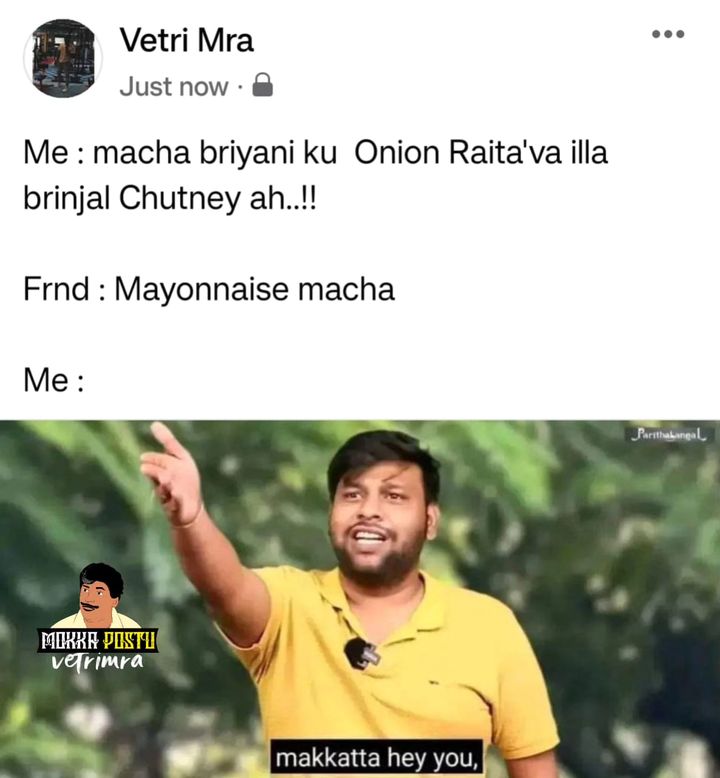 Vetri Mra
Just now ·
Me : macha briyani ku  Onion Raita'va illa
brinjal Chutney ah..!!
Frnd : Mayonnaise macha
Me :
Parithabangal
MOKKA POSTU
vetrimra
makkatta hey you,